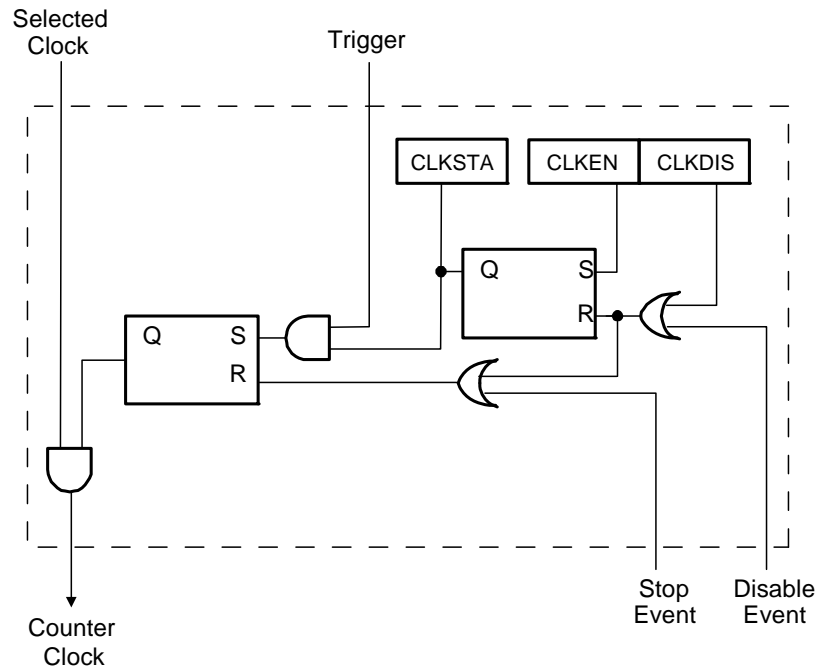 Selected
Clock
Trigger
CLKSTA
CLKEN
CLKDIS
Q
S
R
Q
S
R
Stop
Event
Disable
Event
Counter
Clock